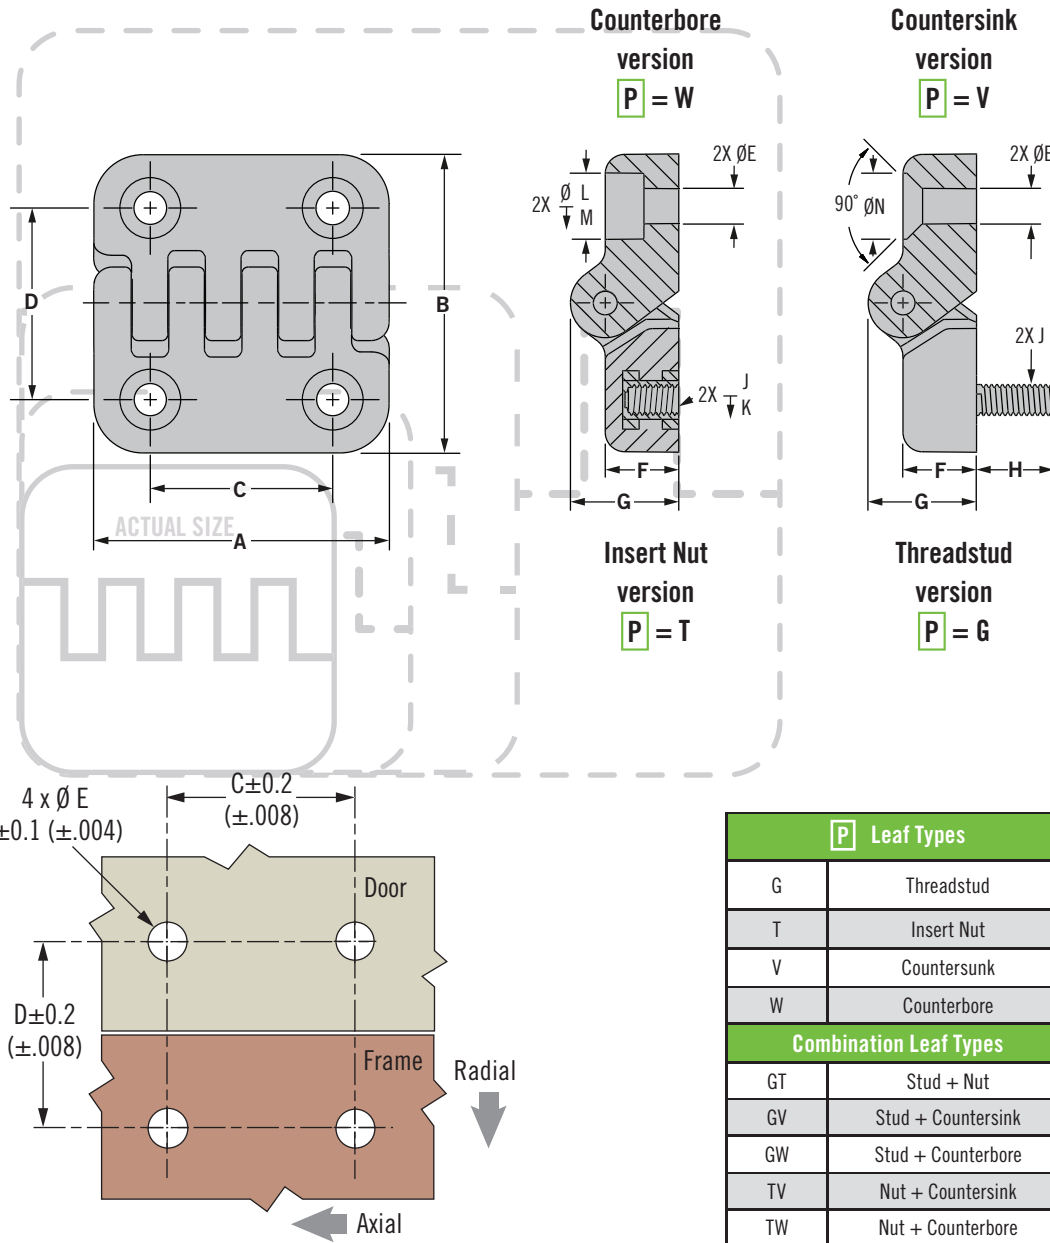 Counterbore
version
P = W
Countersink
version
P = V
2X ØE
2X Ø L
M
2X ØE
90° ØN
D
B
2X J
2X J
K
C
F
G
F
H
G
ACTUAL SIZE
A
Insert Nut
version
P = T
Threadstud
version
P = G
4 x Ø E
±0.1 (±.004)
C±0.2
(±.008)
Door
D±0.2
(±.008)
Frame
Radial
Axial
P Leaf Types
G Threadstud
T Insert Nut
V Countersunk
W Counterbore
Combination Leaf Types
GT Stud + Nut
GV Stud + Countersink
GW Stud + Counterbore
TV Nut + Countersink
TW Nut + Counterbore